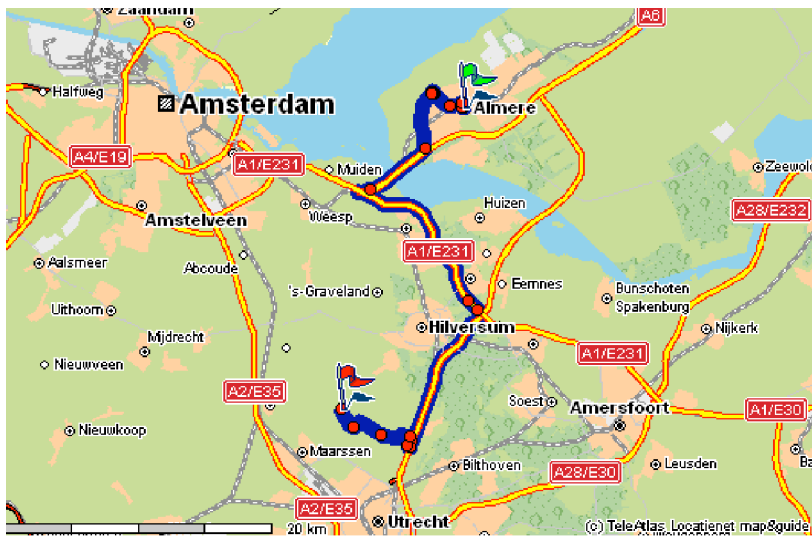 Zaandam
A6
Halfweg
Amsterdam
Almere
A4/E19
A1/E231
Muiden
Zeewold
Weesp
Huizen
A28/E232
Amstelveen
A1/E231
Abcoude
Aalsmeer
's-Graveland
Eemnes
Bunschoten
Spakenburg
Uithoorn
Hilversum
Nijkerk
Mijdrecht
A1/E231
Nieuwveen
A2/E35
Soest
Amersfoort
A1/E30
Nieuwkoop
Maarssen
Bilthoven
A28/E30
Leusden
Ba
A2/E35
20 km
Utrecht
(c) TeleAtlas, Locatienet map&guide